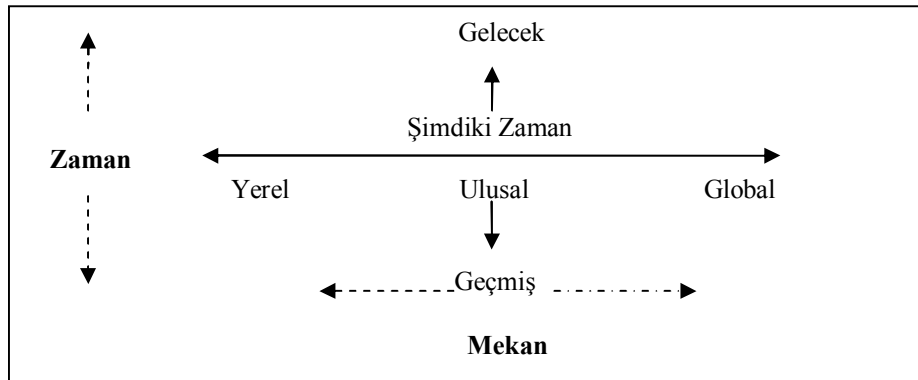 Gelecek
Şimdiki Zaman
Zaman
Yerel Ulusal Global
Geçmiş
Mekan